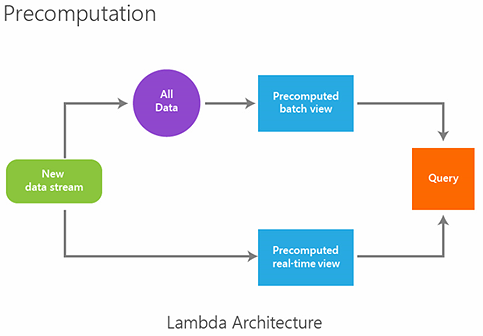 Precomputation
All
Data
Precomputed
batch view
New
data stream
Query
Precomputed
real-time view
Lambda Architecture